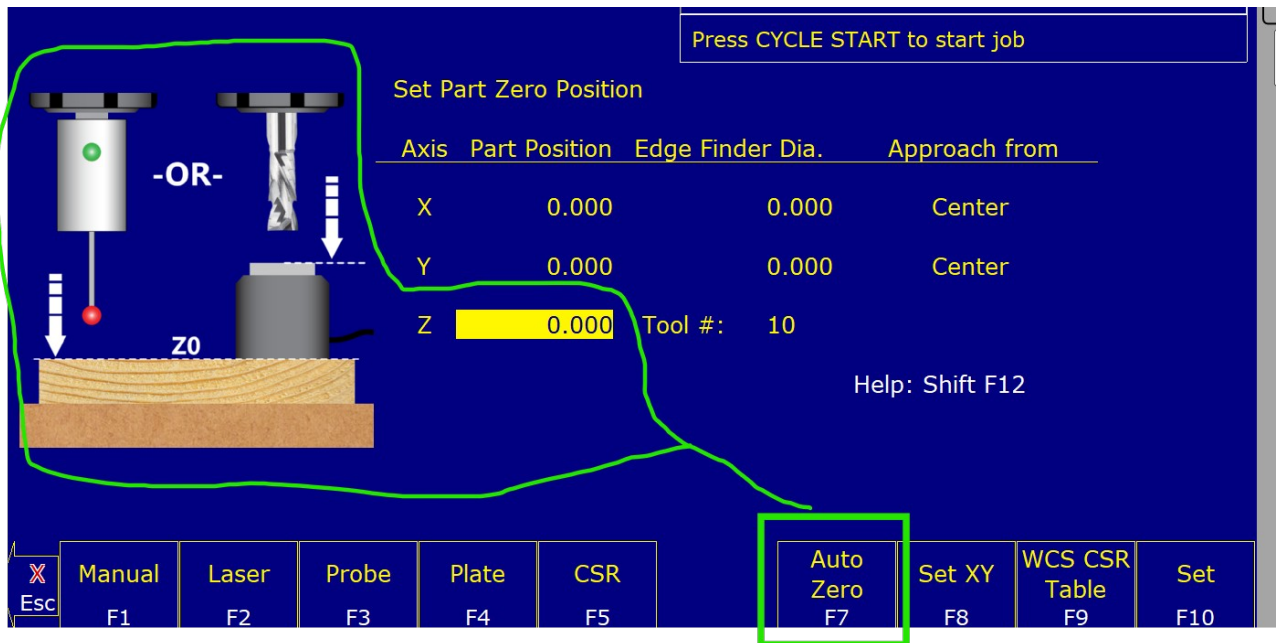 Press CYCLE START to start job
Set Part Zero Position
Axis Part Position Edge Finder Dia. Approach from
-OR-
X 0.000 0.000 Center
Y 0.000 0.000 Center
Z 0.000 Tool #: 10
Z0
Help: Shift F12
X Manual Laser Probe Plate CSR Auto Zero Set XY WCS CSR Table Set
Esc F1 F2 F3 F4 F5 F7 F8 F9 F10